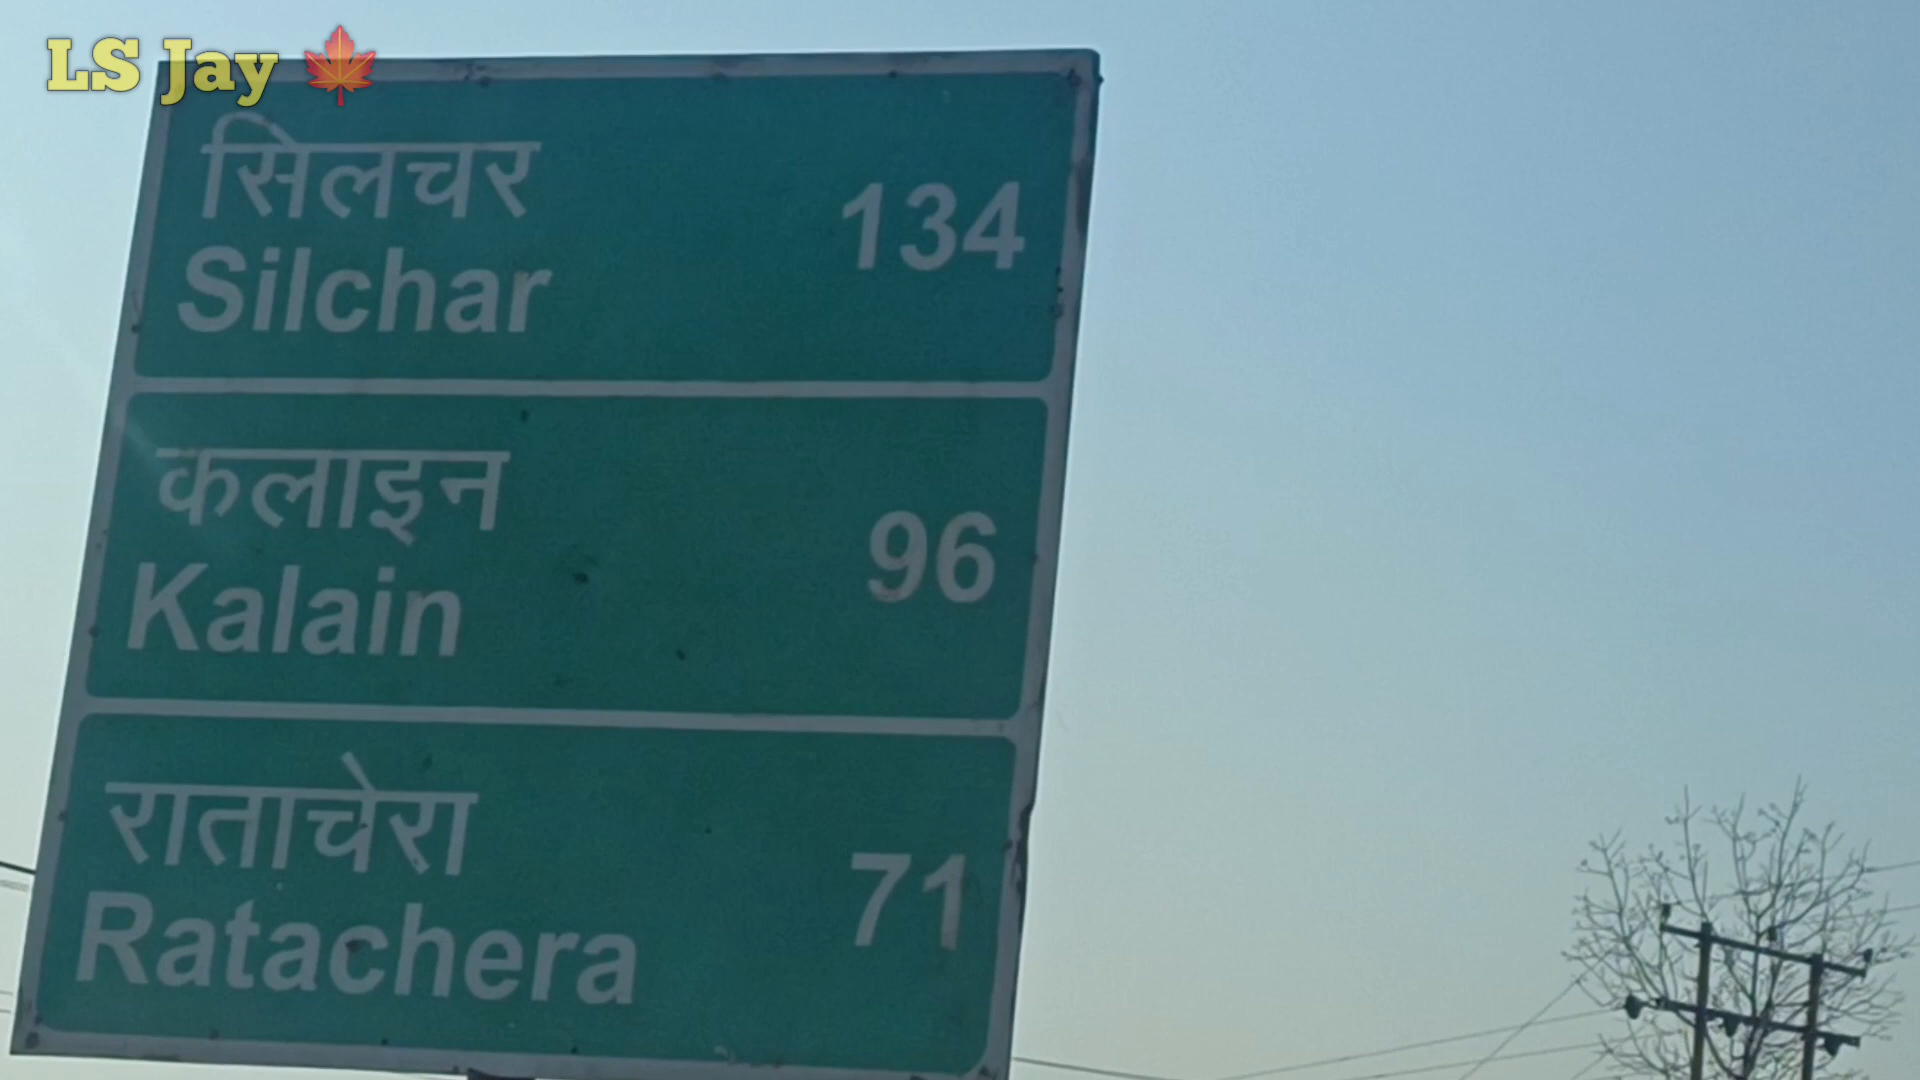 LS Jay
सिलचर
Silchar
134
कलाइन
Kalain
96
राताचेरा
Ratachera
71